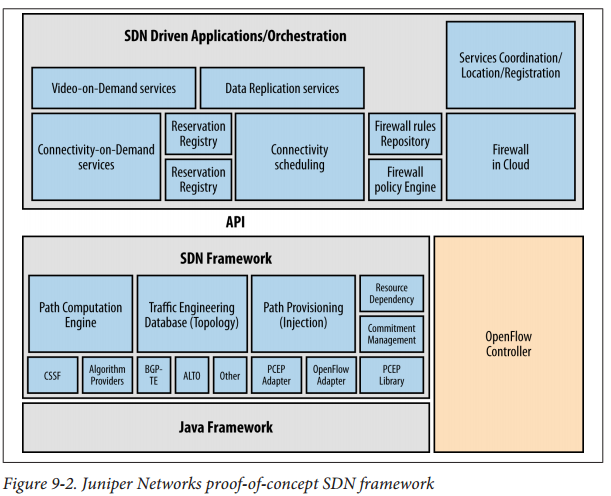 SDN Driven Applications/Orchestration
Services Coordination/
Location/Registration
Video-on-Demand services
Data Replication services
Connectivity-on-Demand
services
Reservation
Registry
Reservation
Registry
Connectivity
scheduling
Firewall rules
Repository
Firewall
policy Engine
Firewall
in Cloud
API
SDN Framework
Path Computation
Engine
Traffic Engineering
Database (Topology)
Path Provisioning
(Injection)
Resource
Dependency
Commitment
Management
CSSF
Algorithm
Providers
BGP-
TE
ALTO
Other
PCEP
Adapter
OpenFlow
Adapter
PCEP
Library
OpenFlow
Controller
Java Framework
Figure 9-2. Juniper Networks proof-of-concept SDN framework